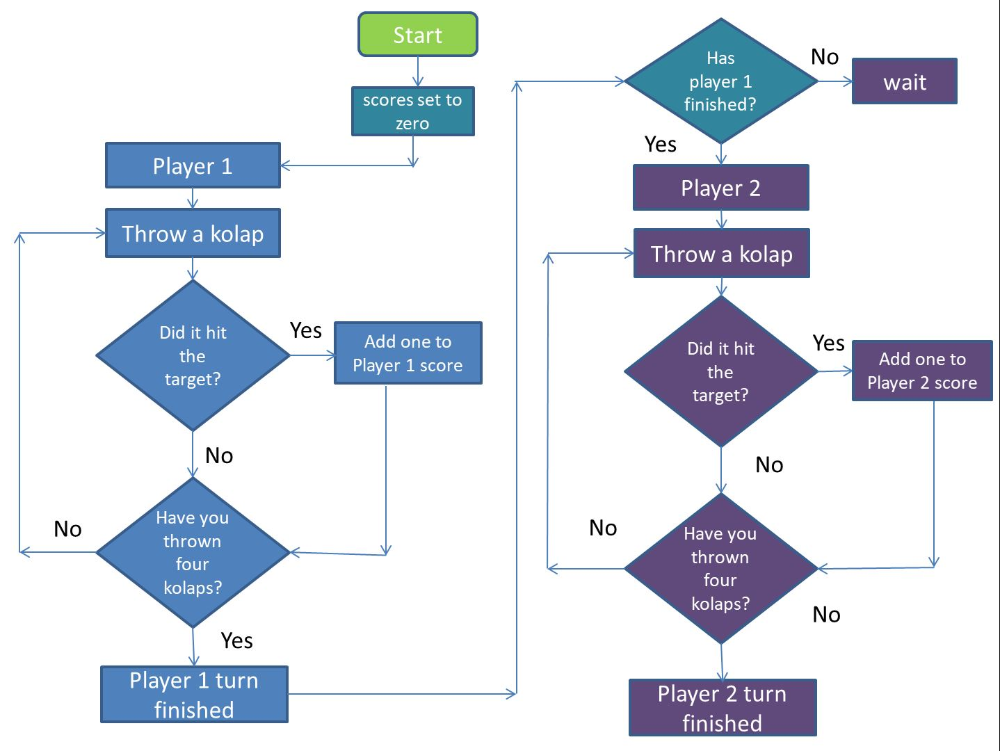 Start
scores set to
zero
Player 1
Throw a kolap
Did it hit
the
target?
Yes
Add one to
Player 1 score
No
Have you
thrown
four
kolaps?
No
Yes
Player 1 turn
finished
Has
player 1
finished?
No
wait
Yes
Player 2
Throw a kolap
Did it hit
the
target?
Yes
Add one to
Player 2 score
No
Have you
thrown
four
kolaps?
No
No
Player 2 turn
finished